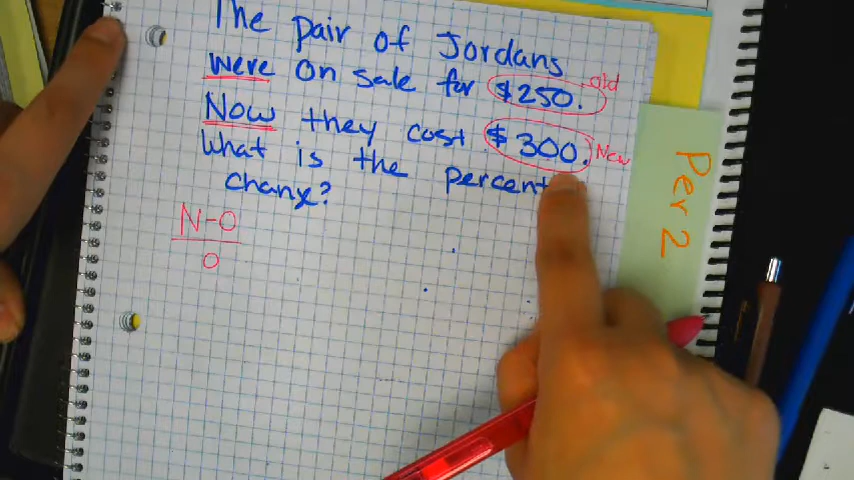 The pair of Jordans
were on sale for $250. old
Now they cost $300. New
What is the percent
change?
N-O
O
Per 2